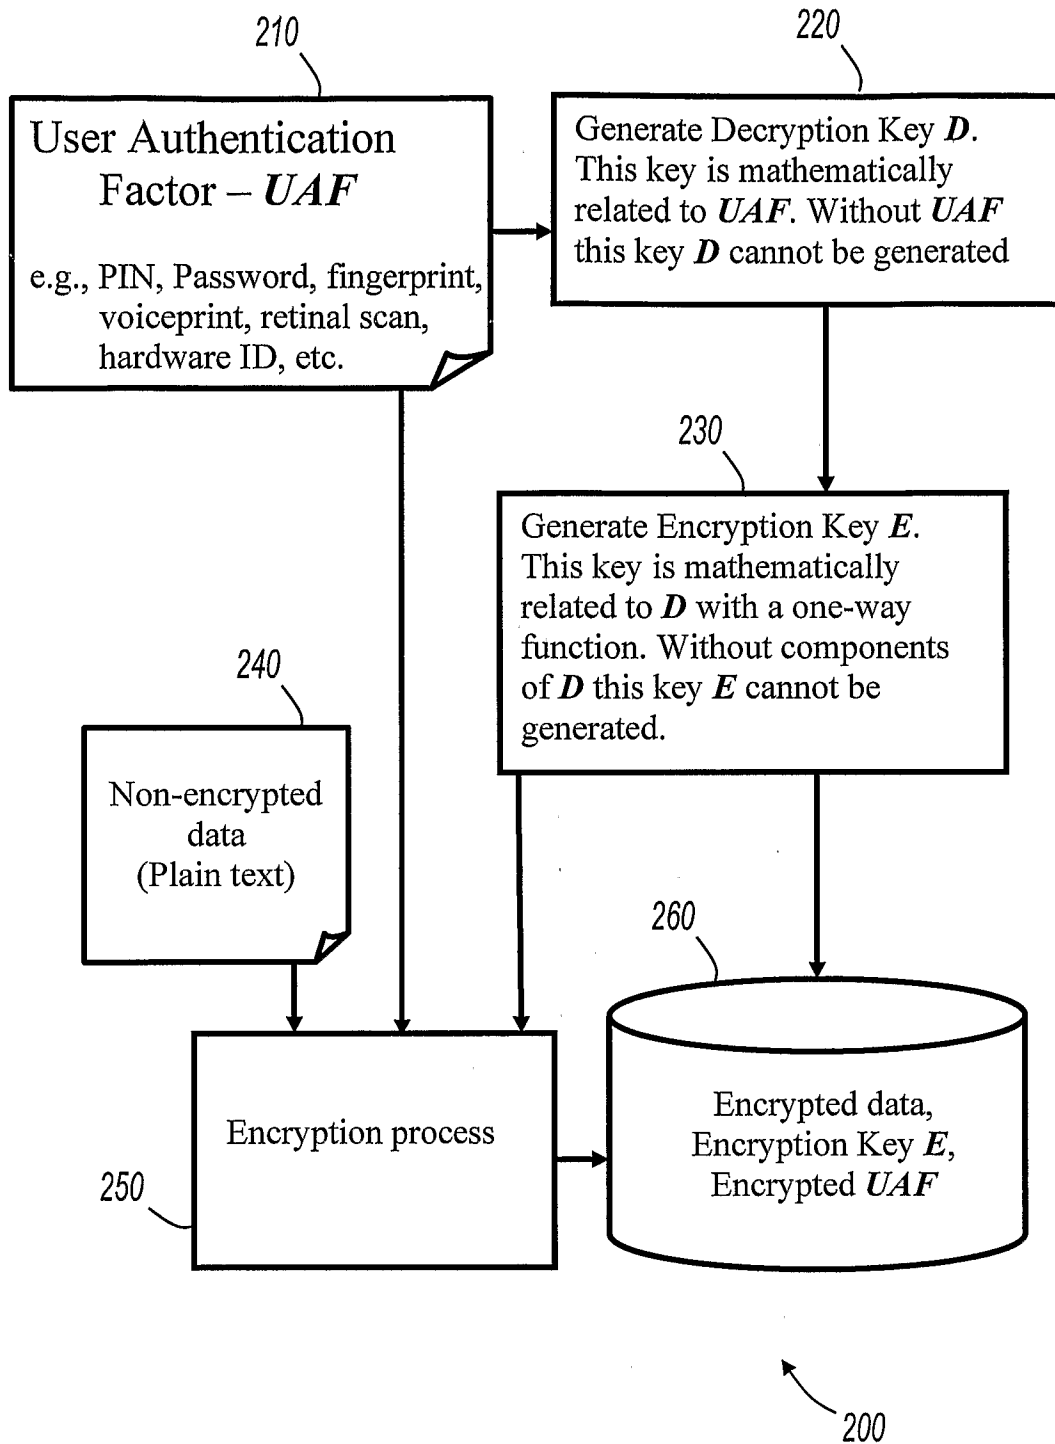 210
220
User Authentication
Factor – UAF
e.g., PIN, Password, fingerprint,
voiceprint, retinal scan,
hardware ID, etc.
Generate Decryption Key D.
This key is mathematically
related to UAF. Without UAF
this key D cannot be generated
230
Generate Encryption Key E.
This key is mathematically
related to D with a one-way
function. Without components
of D this key E cannot be
generated.
240
Non-encrypted
data
(Plain text)
260
Encryption process
250
Encrypted data,
Encryption Key E,
Encrypted UAF
200